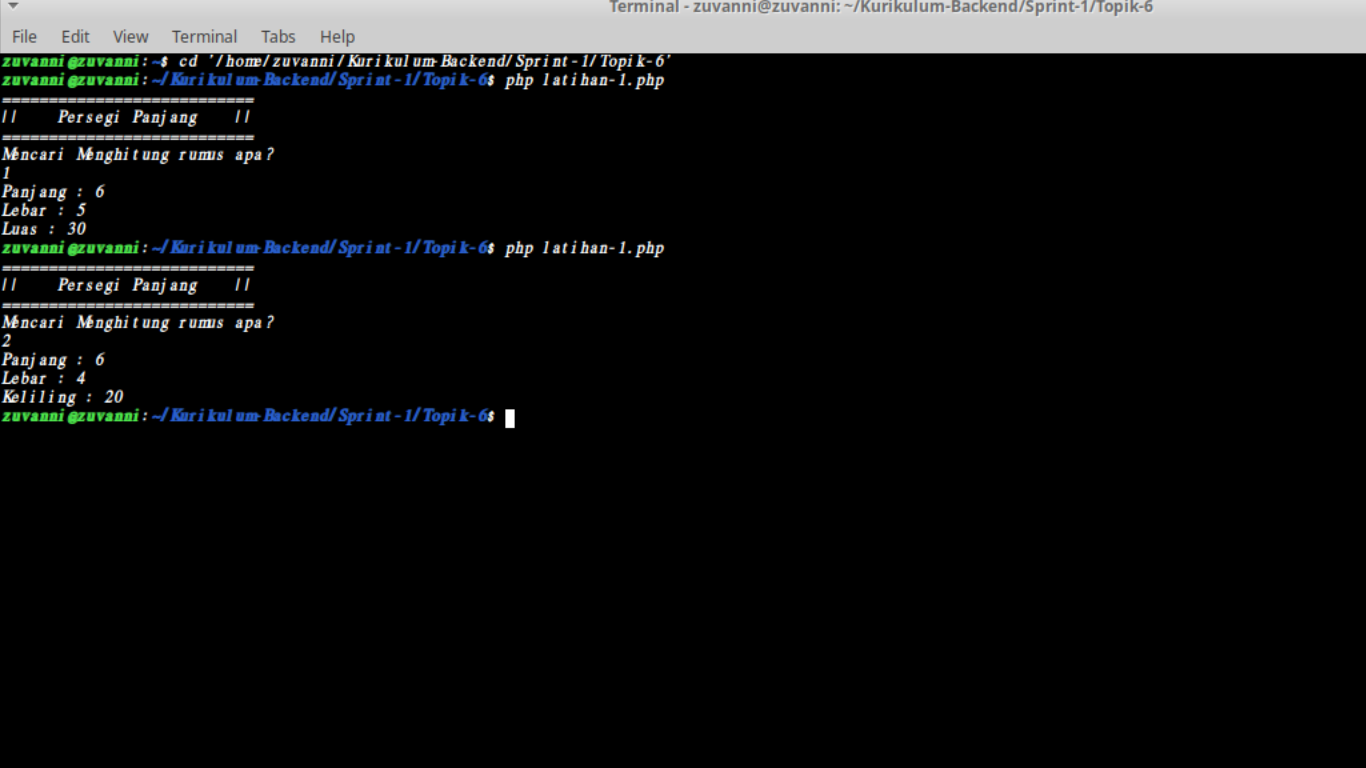 Terminal - zuvanni@zuvanni: ~/Kurikulum-Backend/Sprint-1/Topik-6
File Edit View Terminal Tabs Help
zuvanni@zuvanni:~$ cd '/home/zuvanni/Kurikulum-Backend/Sprint-1/Topik-6'
zuvanni@zuvanni:~/Kurikulum-Backend/Sprint-1/Topik-6$ php latihan-1.php
===========================
||    Persegi Panjang    ||
===========================
Mencari Menghitung rumus apa?
1
Panjang : 6
Lebar : 5
Luas : 30
zuvanni@zuvanni:~/Kurikulum-Backend/Sprint-1/Topik-6$ php latihan-1.php
===========================
||    Persegi Panjang    ||
===========================
Mencari Menghitung rumus apa?
2
Panjang : 6
Lebar : 4
Keliling : 20
zuvanni@zuvanni:~/Kurikulum-Backend/Sprint-1/Topik-6$